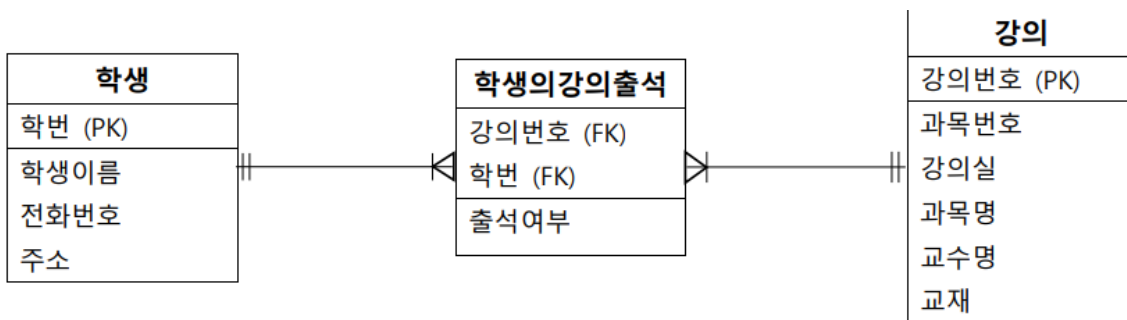 학생
학번 (PK)
학생이름
전화번호
주소
학생의강의출석
강의번호 (FK)
학번 (FK)
출석여부
강의
강의번호 (PK)
과목번호
강의실
과목명
교수명
교재